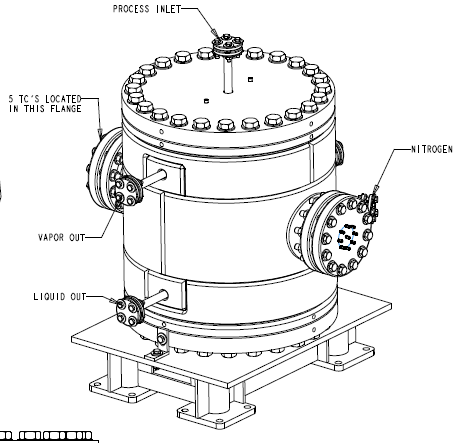 PROCESS INLET
5 TC'S LOCATED
IN THIS FLANGE
NITROGEN
VAPOR OUT
LIQUID OUT